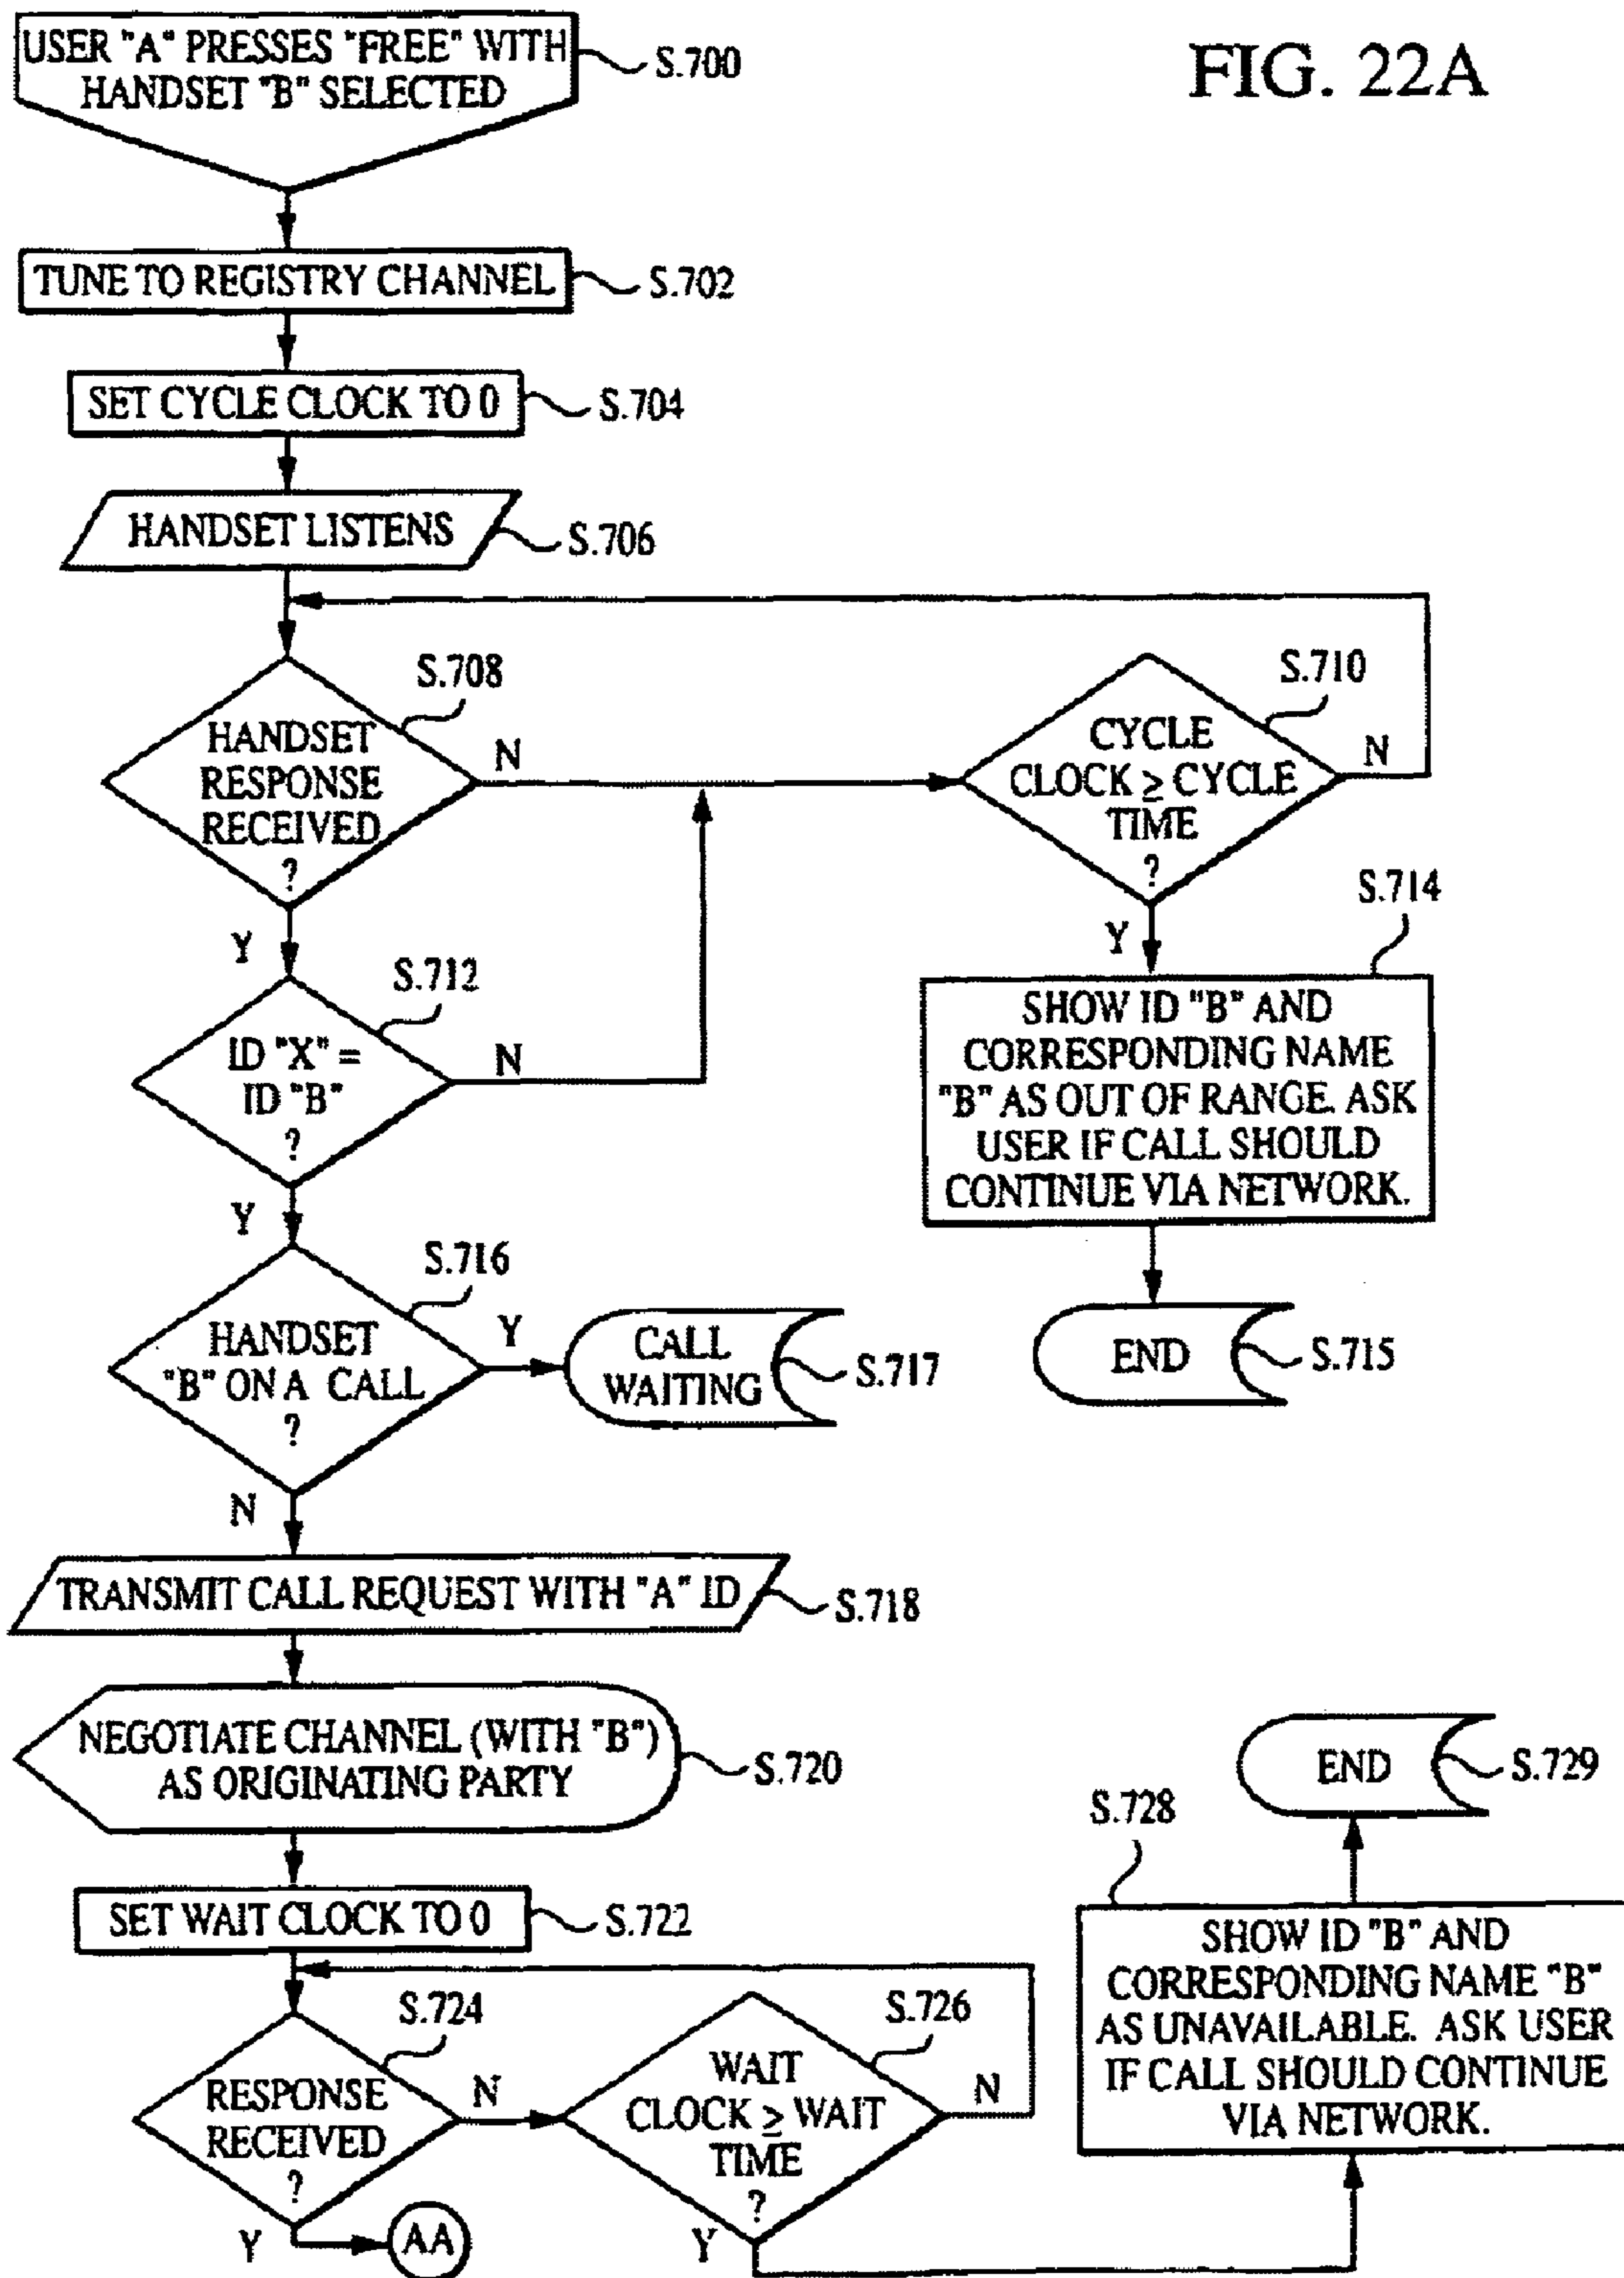 FIG. 22A
USER "A" PRESSES "FREE" WITH
HANDSET "B" SELECTED
S.700
TUNE TO REGISTRY CHANNEL
S.702
SET CYCLE CLOCK TO 0
S.704
HANDSET LISTENS
S.706
S.708
HANDSET
RESPONSE
RECEIVED
?
N
Y
S.710
CYCLE
CLOCK ≥ CYCLE
TIME
?
N
Y
S.712
ID "X" =
ID "B"
?
N
Y
S.714
SHOW ID "B" AND
CORRESPONDING NAME
"B" AS OUT OF RANGE. ASK
USER IF CALL SHOULD
CONTINUE VIA NETWORK.
END
S.715
S.716
HANDSET
"B" ON A CALL
?
Y
N
CALL
WAITING
S.717
TRANSMIT CALL REQUEST WITH "A" ID
S.718
NEGOTIATE CHANNEL (WITH "B")
AS ORIGINATING PARTY
S.720
SET WAIT CLOCK TO 0
S.722
S.724
RESPONSE
RECEIVED
?
N
Y
AA
S.726
WAIT
CLOCK ≥ WAIT
TIME
?
N
Y
S.728
SHOW ID "B" AND
CORRESPONDING NAME "B"
AS UNAVAILABLE. ASK USER
IF CALL SHOULD CONTINUE
VIA NETWORK.
END
S.729